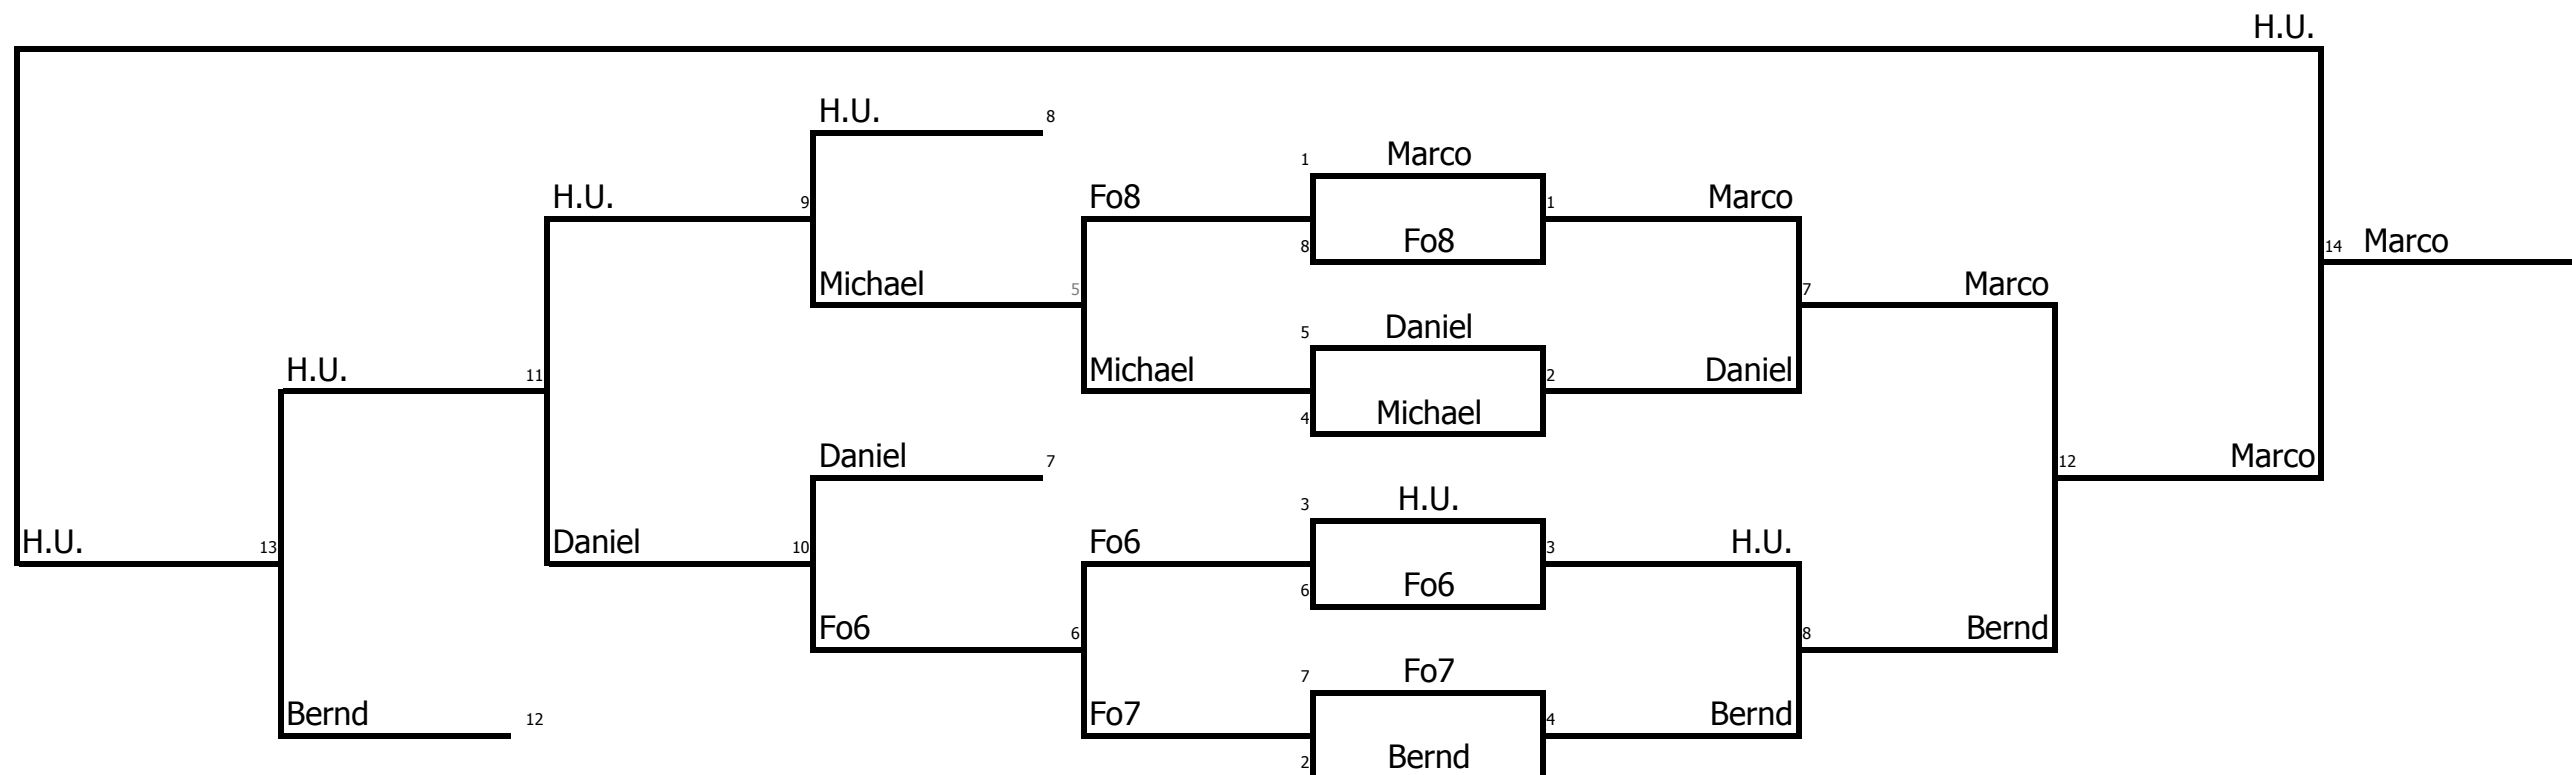 H.U.
H.U. 8
1 Marco
H.U. 9 Fo8 Marco
8 Fo8 1
14 Marco
Michael 5 Marco
7
5 Daniel
H.U. 11 Michael 2 Daniel
4 Michael
Daniel 7 12 Marco
3 H.U.
H.U. 13 Daniel 10 Fo6 3 H.U.
6 Fo6
Fo6 6 8 Bernd
7 Fo7
Bernd 12 Fo7 4 Bernd
2 Bernd